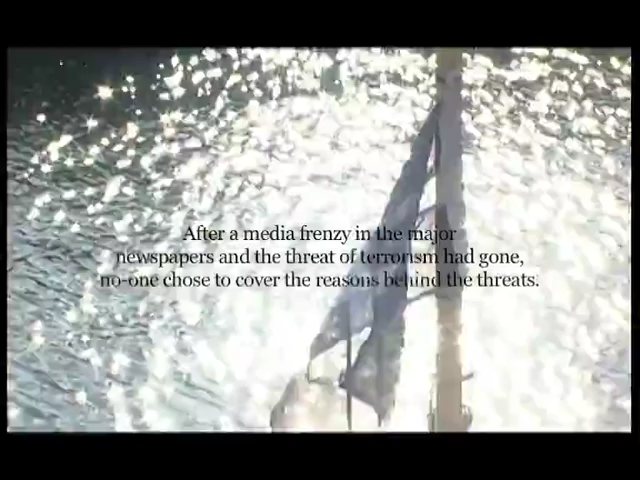 After a media frenzy in the major
newspapers and the threat of terrorism had gone,
no-one chose to cover the reasons behind the threats.